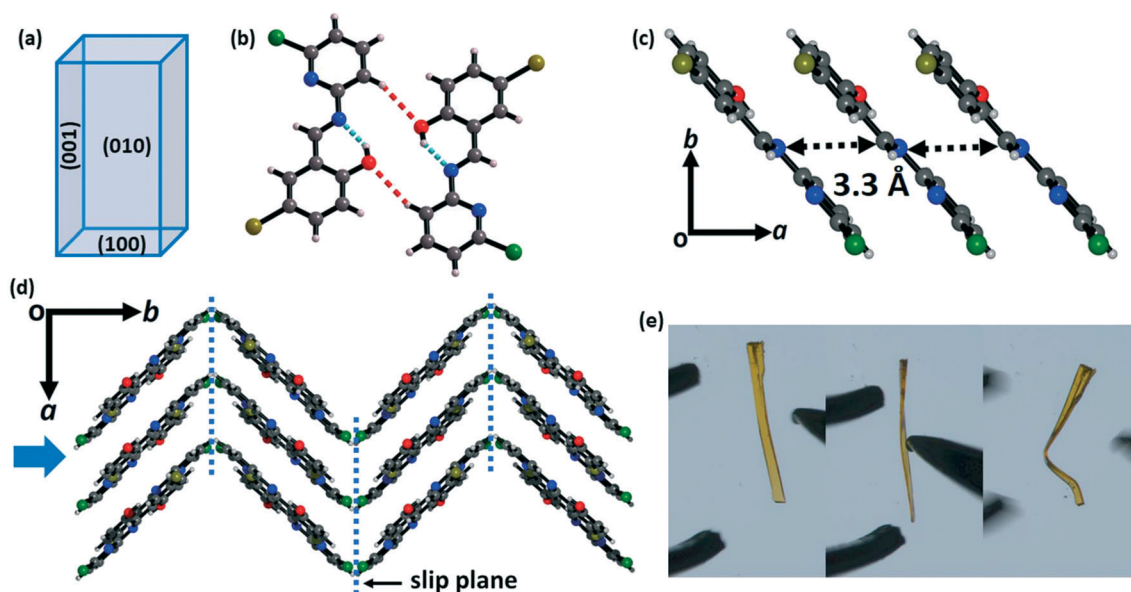 (a)
(001)
(010)
(100)
(b)
(c)
b
3.3 Å
o
a
(d)
o
b
a
slip plane
(e)